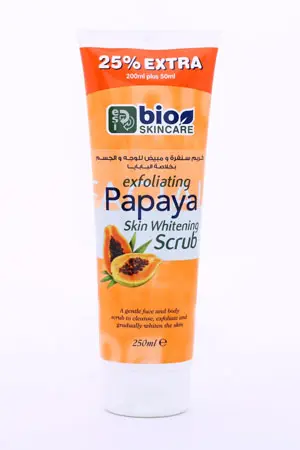 25% EXTRA
200ml plus 50ml
esi
bio
SKINCARE
كريم سنفرة و مبيض للوجه و الجسم
بخلاصة البابايا
exfoliating
Papaya
Skin Whitening
Scrub
A gentle face and body
scrub to cleanse, exfoliate and
gradually whiten the skin
250ml e